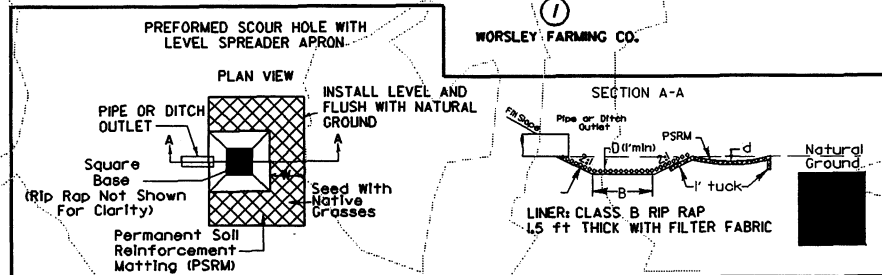 PREFORMED SCOUR HOLE WITH
LEVEL SPREADER APRON
PLAN VIEW
PIPE OR DITCH
OUTLET
A
A
Square
Base
(Rip Rap Not Shown
For Clarity)
INSTALL LEVEL AND
FLUSH WITH NATURAL
GROUND
W
Seed With
Native
Grasses
Permanent Soil
Reinforcement
Matting (PSRM)
1
WORSLEY FARMING CO.
SECTION A-A
Fill Slope
Pipe or Ditch
Outlet
D (1'min)
PSRM
d
2:1
2:1
Natural
Ground
B
1' tuck
LINER: CLASS B RIP RAP
1.5 ft THICK WITH FILTER FABRIC